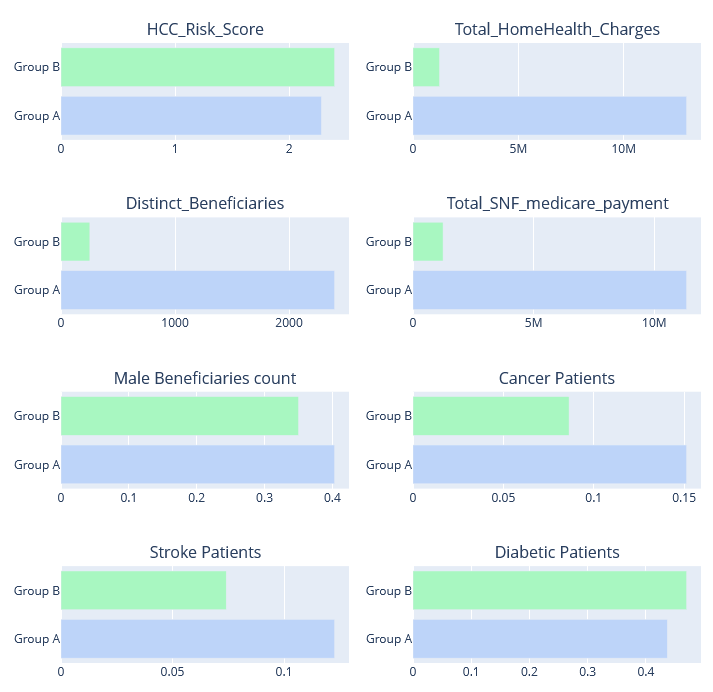 HCC_Risk_Score
Group B
Group A
0 1 2
Total_HomeHealth_Charges
Group B
Group A
0 5M 10M
Distinct_Beneficiaries
Group B
Group A
0 1000 2000
Total_SNF_medicare_payment
Group B
Group A
0 5M 10M
Male Beneficiaries count
Group B
Group A
0 0.1 0.2 0.3 0.4
Cancer Patients
Group B
Group A
0 0.05 0.1 0.15
Stroke Patients
Group B
Group A
0 0.05 0.1
Diabetic Patients
Group B
Group A
0 0.1 0.2 0.3 0.4